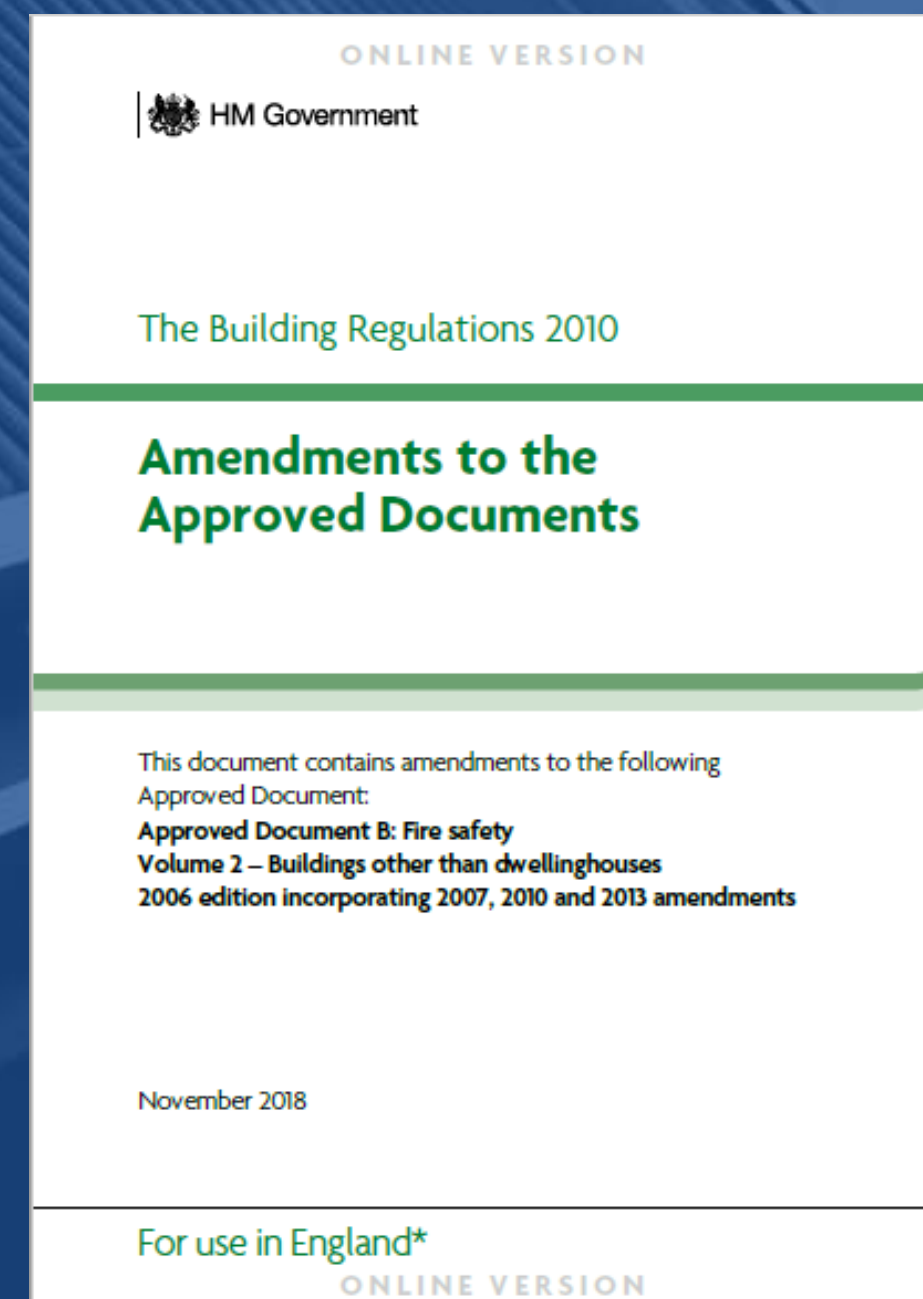 ONLINE VERSION
HM Government
The Building Regulations 2010
Amendments to the
Approved Documents
This document contains amendments to the following
Approved Document:
Approved Document B: Fire safety
Volume 2 – Buildings other than dwellinghouses
2006 edition incorporating 2007, 2010 and 2013 amendments
November 2018
For use in England*
ONLINE VERSION